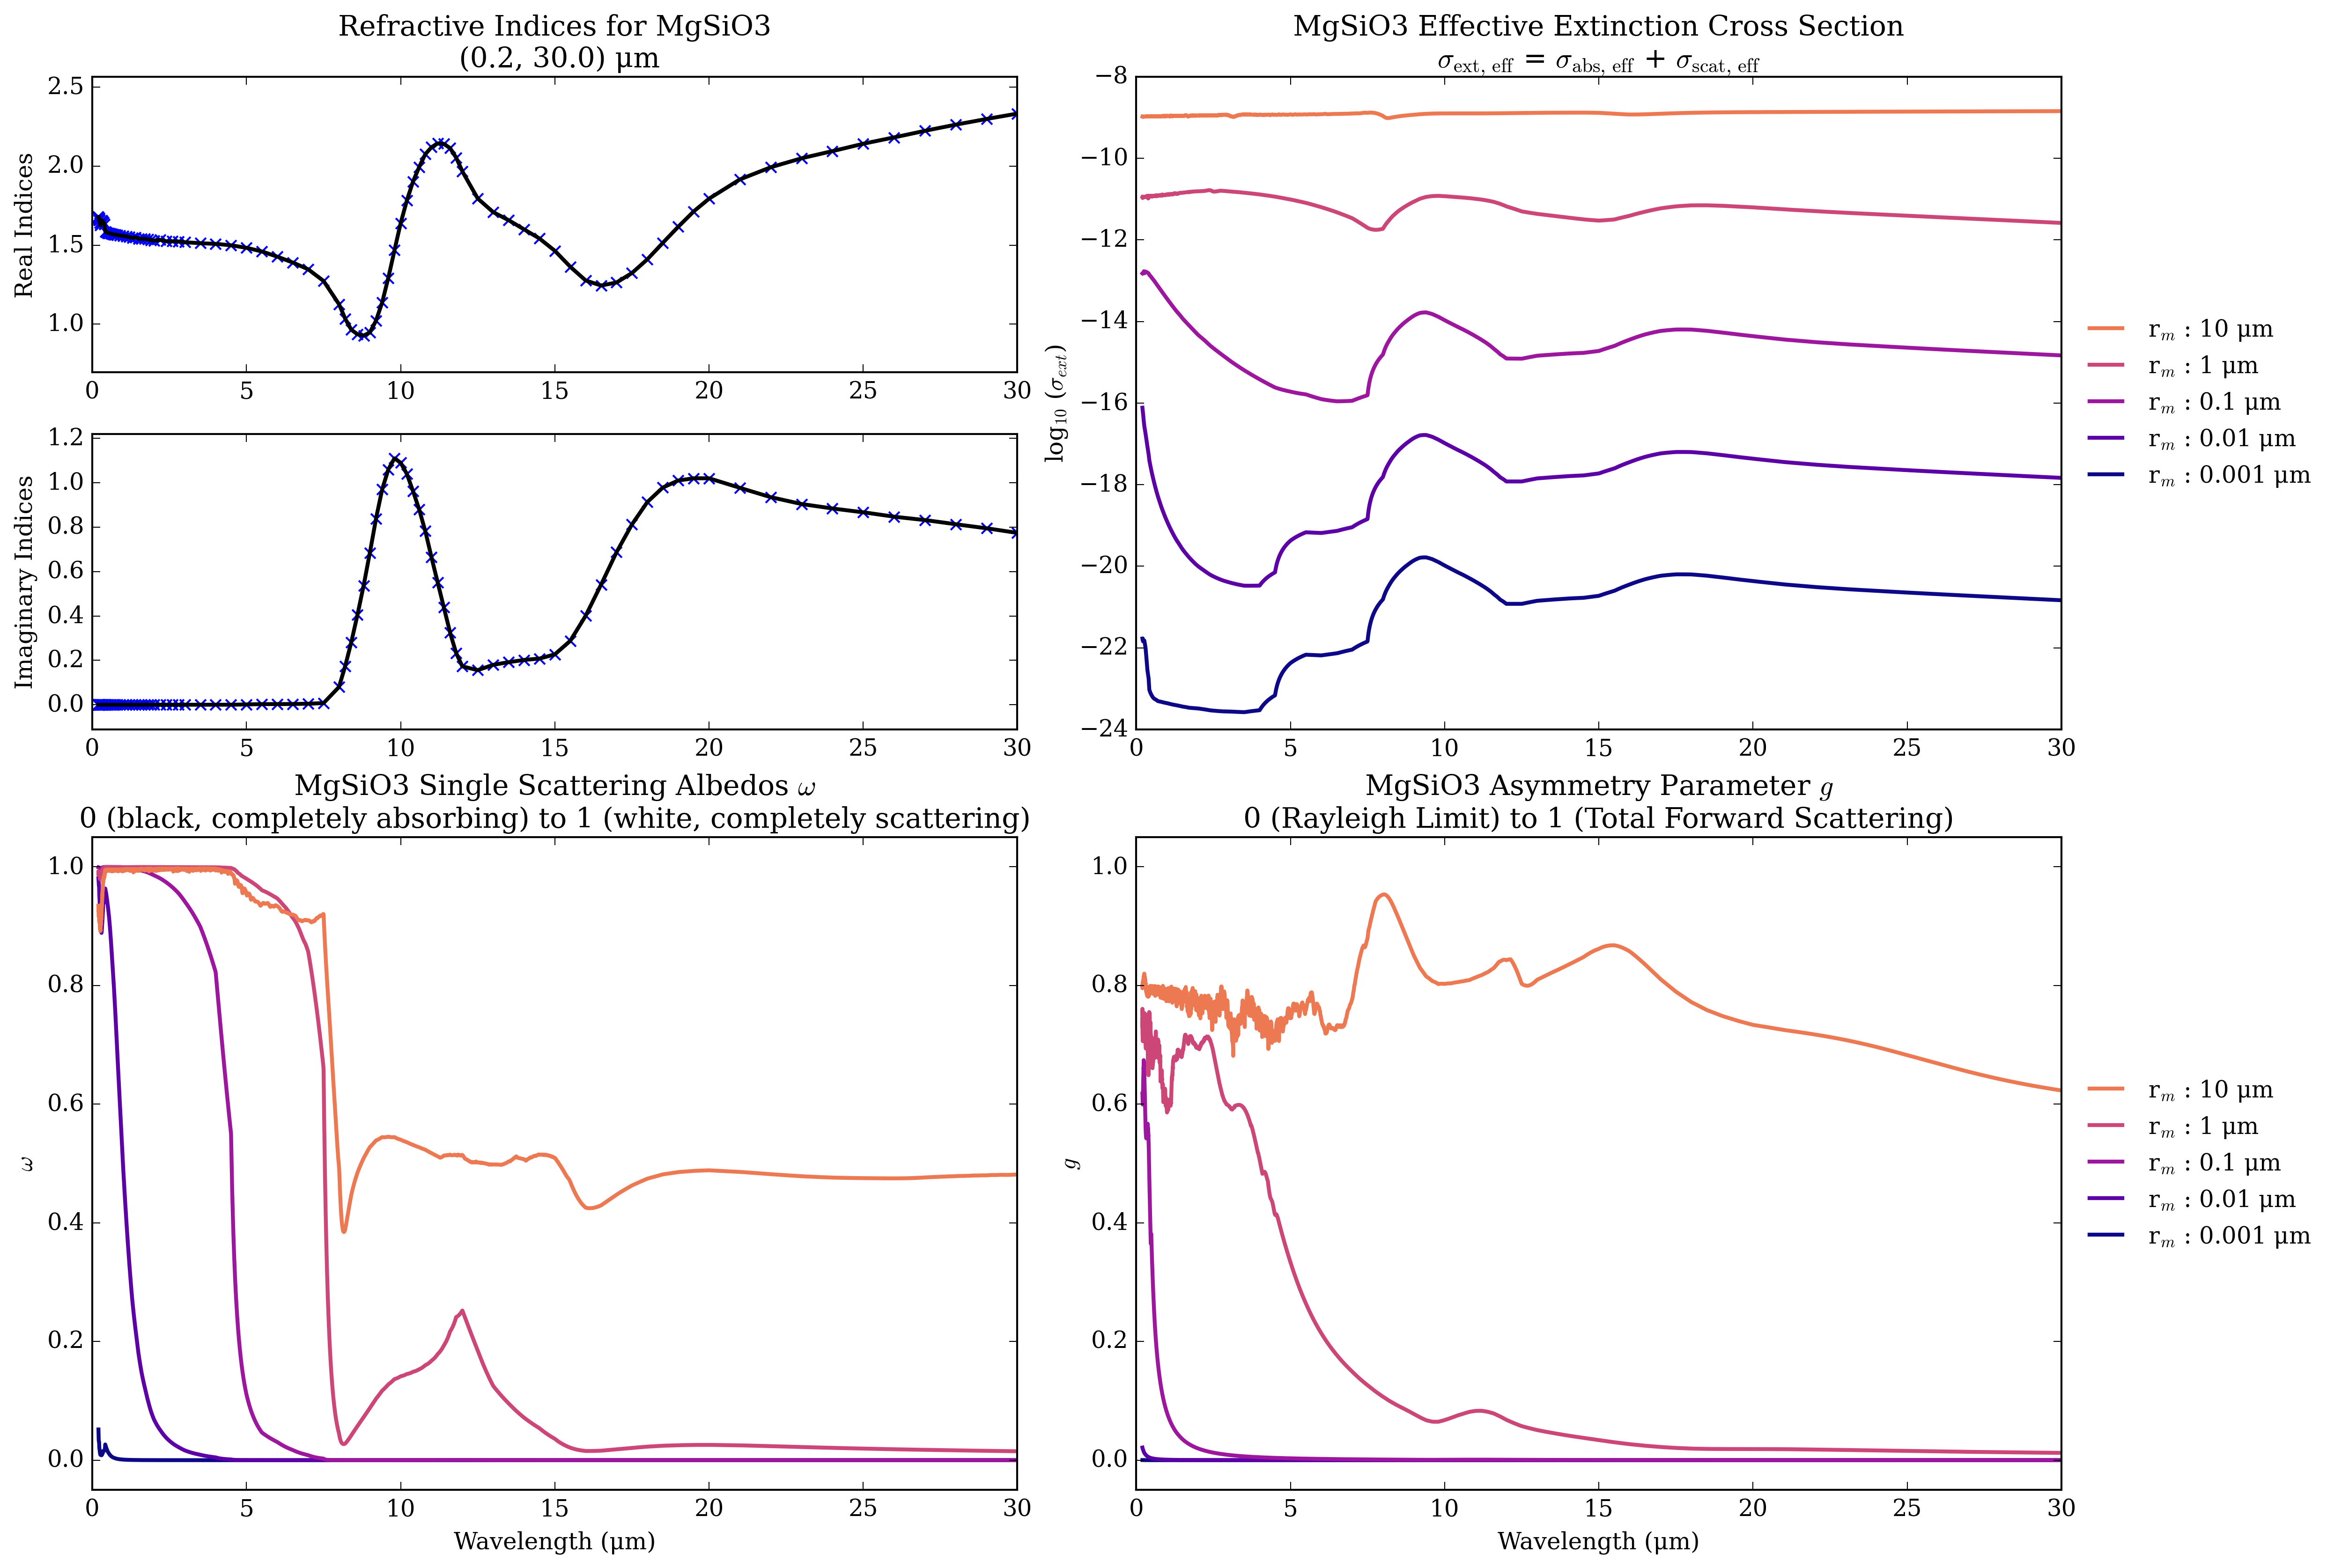 Refractive Indices for MgSiO3
(0.2, 30.0) μm
Real Indices
2.5
2.0
1.5
1.0
0 5 10 15 20 25 30
Imaginary Indices
1.2
1.0
0.8
0.6
0.4
0.2
0.0
0 5 10 15 20 25 30
MgSiO3 Effective Extinction Cross Section
σext, eff = σabs, eff + σscat, eff
log10 (σext)
−8
−10
−12
−14
−16
−18
−20
−22
−24
0 5 10 15 20 25 30
rm : 10 μm
rm : 1 μm
rm : 0.1 μm
rm : 0.01 μm
rm : 0.001 μm
MgSiO3 Single Scattering Albedos ω
0 (black, completely absorbing) to 1 (white, completely scattering)
ω
1.0
0.8
0.6
0.4
0.2
0.0
0 5 10 15 20 25 30
Wavelength (μm)
MgSiO3 Asymmetry Parameter g
0 (Rayleigh Limit) to 1 (Total Forward Scattering)
g
1.0
0.8
0.6
0.4
0.2
0.0
0 5 10 15 20 25 30
Wavelength (μm)
rm : 10 μm
rm : 1 μm
rm : 0.1 μm
rm : 0.01 μm
rm : 0.001 μm